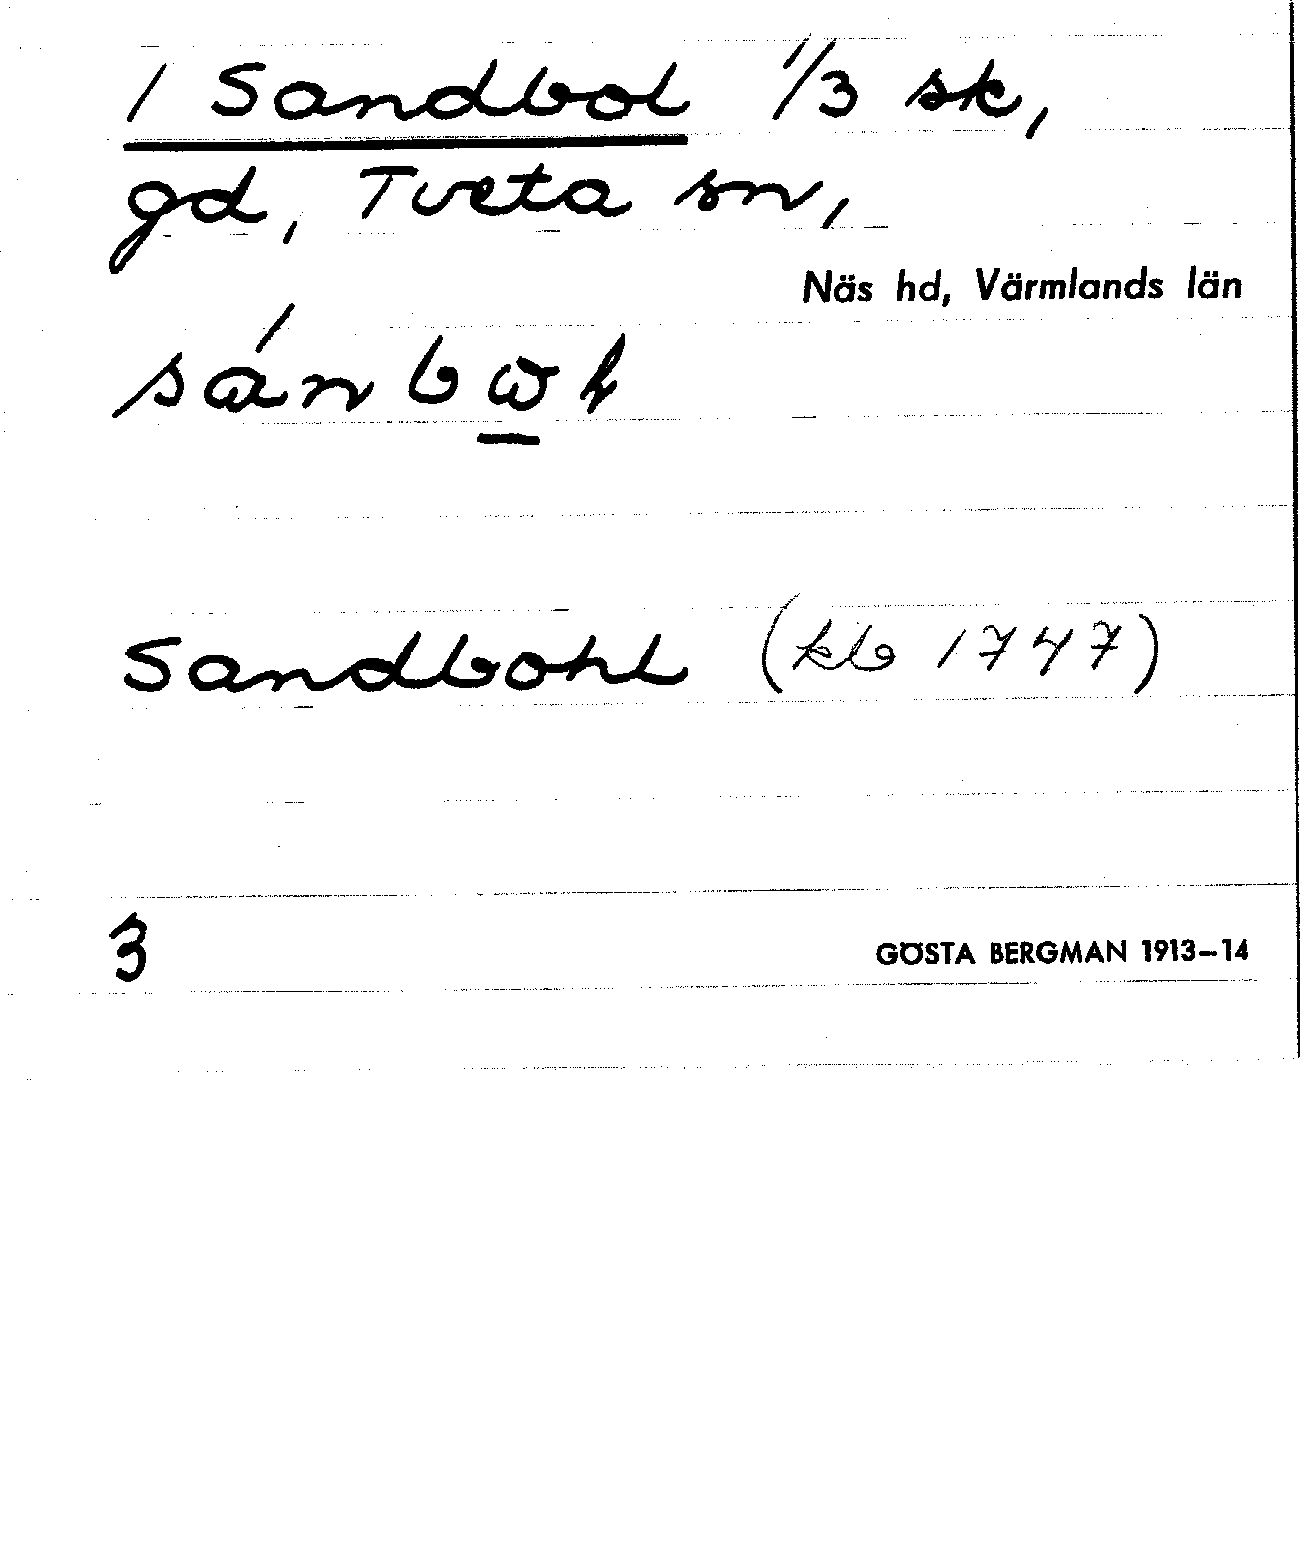 1 Sandbol 1/3 sk,
gd, Tveta sn,
Näs hd, Värmlands län
Sandbohl (kb 1747)
3
GÖSTA BERGMAN 1913–14